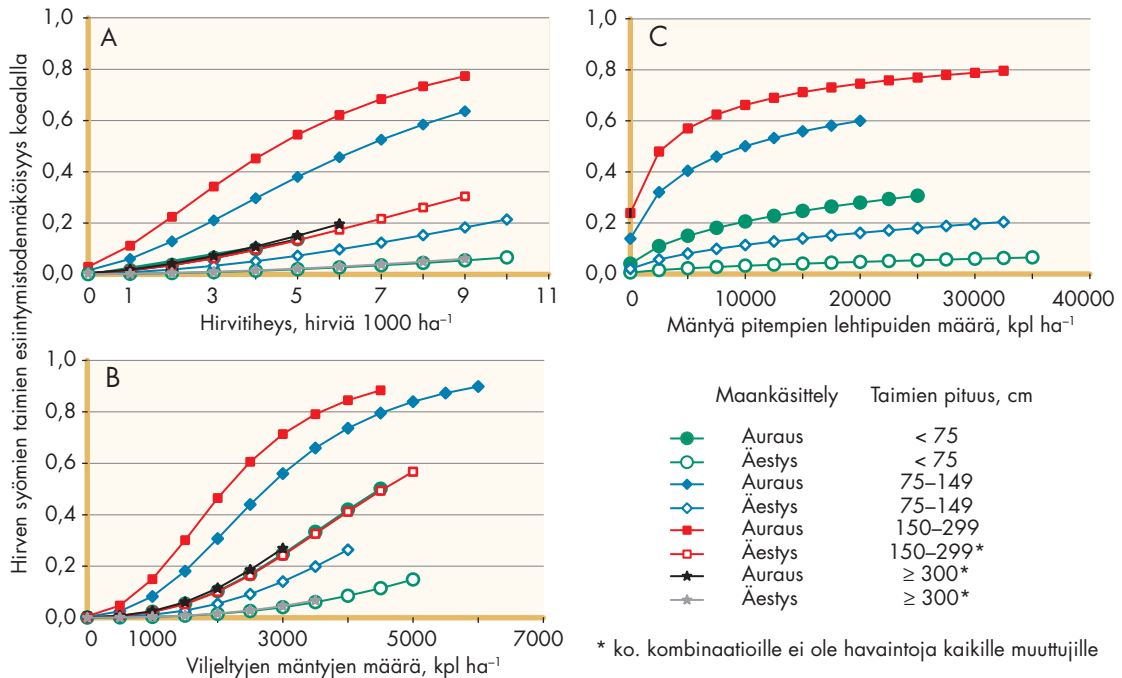 Hirven syömien taimien esiintymistodennäköisyys koealalla
A
1,0
0,8
0,6
0,4
0,2
0,0
0 1 3 5 7 9 11
Hirvitiheys, hirviä 1000 ha⁻¹
C
1,0
0,8
0,6
0,4
0,2
0,0
0 10000 20000 30000 40000
Mäntyä pitempien lehtipuiden määrä, kpl ha⁻¹
B
1,0
0,8
0,6
0,4
0,2
0,0
0 1000 3000 5000 7000
Viljeltyjen mäntyjen määrä, kpl ha⁻¹
Maankäsittely Taimien pituus, cm
Auraus < 75
Äestys < 75
Auraus 75–149
Äestys 75–149
Auraus 150–299
Äestys 150–299*
Auraus ≥ 300*
Äestys ≥ 300*
* ko. kombinaatioille ei ole havaintoja kaikille muuttujille